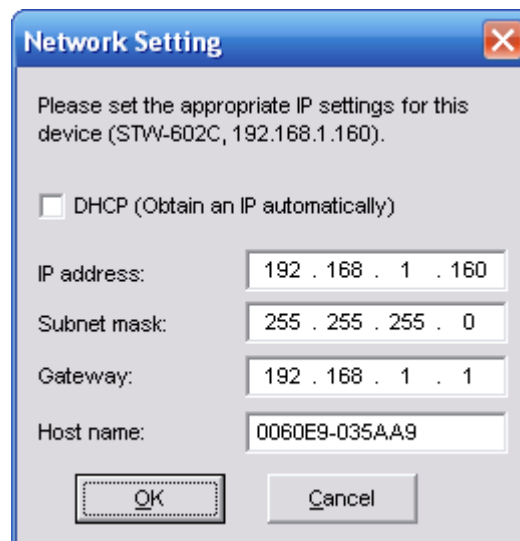 Network Setting
Please set the appropriate IP settings for this
device (STW-602C, 192.168.1.160).
DHCP (Obtain an IP automatically)
IP address: 192 . 168 . 1 . 160
Subnet mask: 255 . 255 . 255 . 0
Gateway: 192 . 168 . 1 . 1
Host name: 0060E9-035AA9
OK Cancel